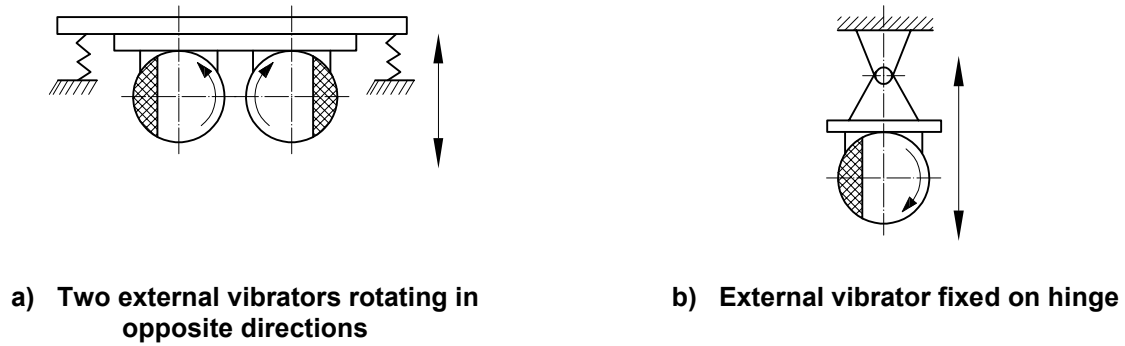 a) Two external vibrators rotating in
opposite directions
b) External vibrator fixed on hinge